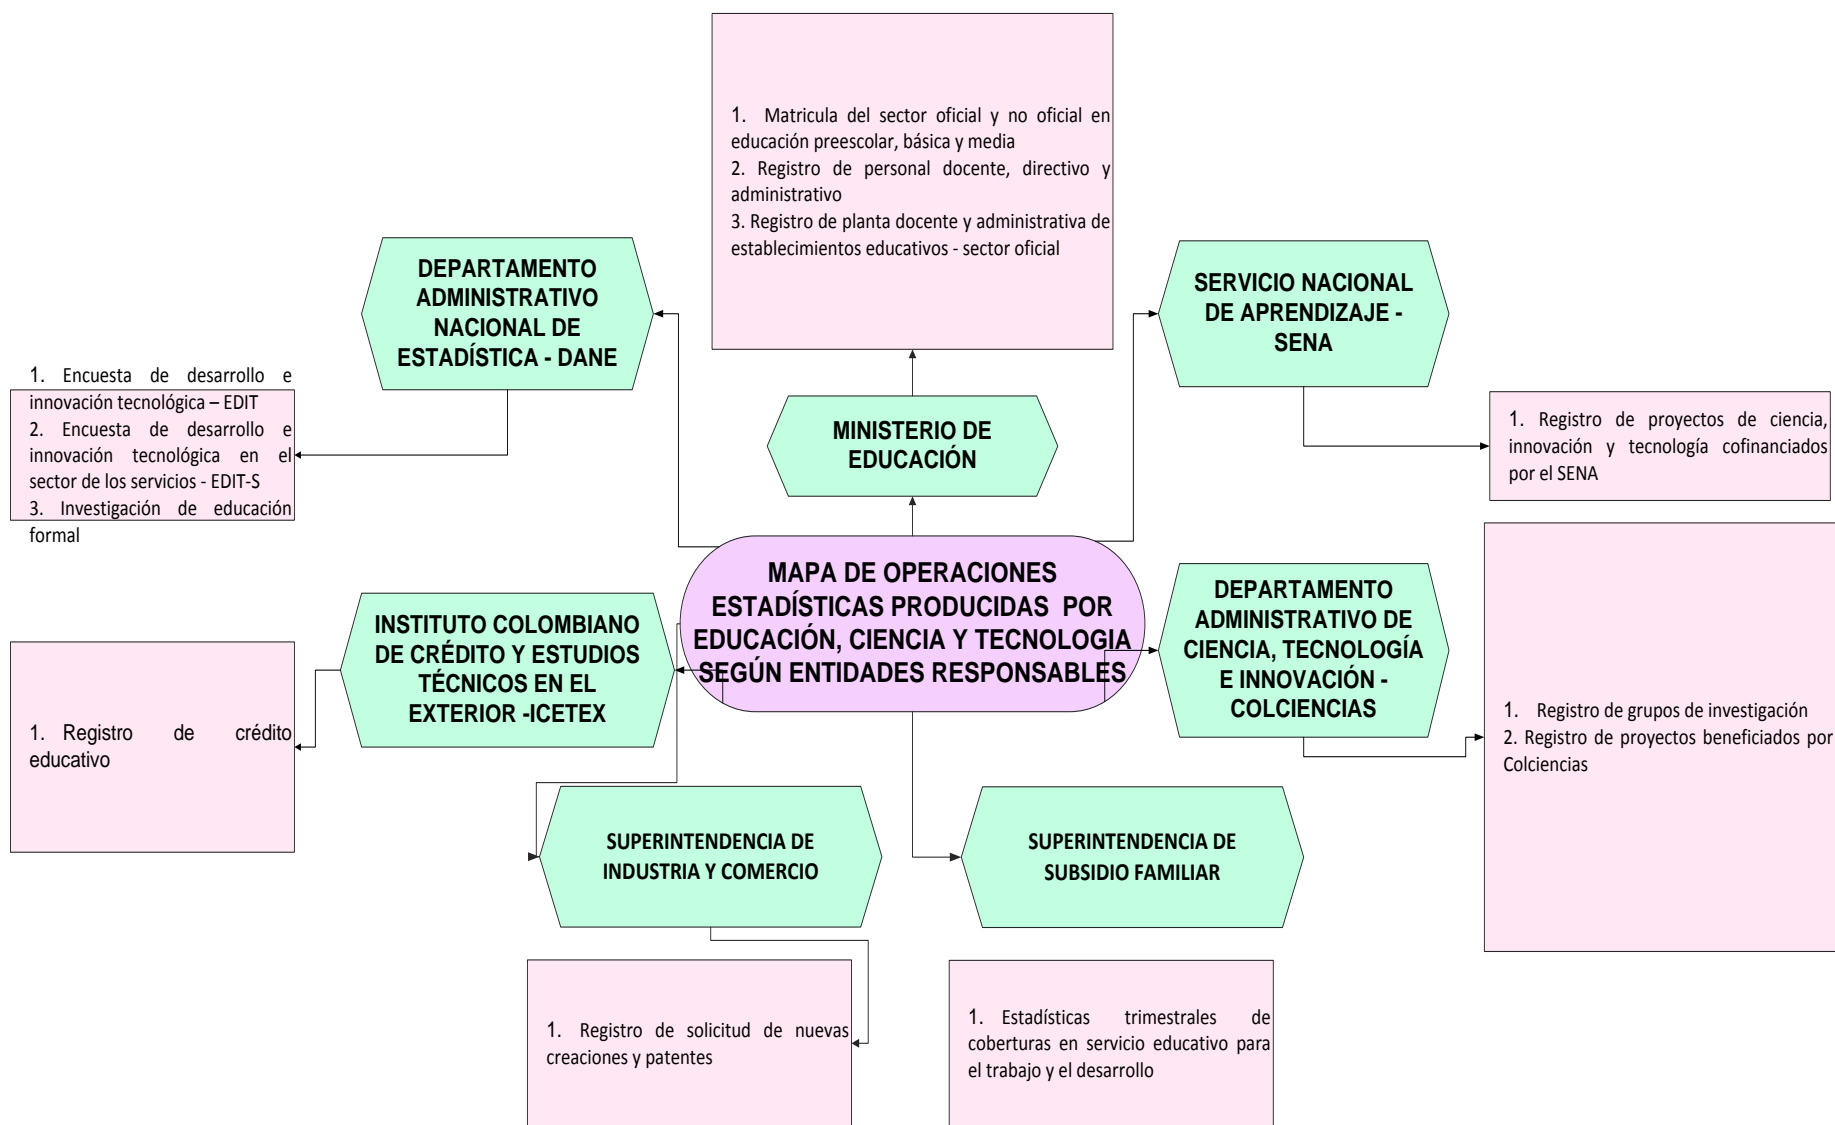 1. Matricula del sector oficial y no oficial en
educación preescolar, básica y media
2. Registro de personal docente, directivo y
administrativo
3. Registro de planta docente y administrativa de
establecimientos educativos - sector oficial
DEPARTAMENTO
ADMINISTRATIVO
NACIONAL DE
ESTADÍSTICA - DANE
SERVICIO NACIONAL
DE APRENDIZAJE -
SENA
1. Encuesta de desarrollo e
innovación tecnológica – EDIT
2. Encuesta de desarrollo e
innovación tecnológica en el
sector de los servicios - EDIT-S
3. Investigación de educación
formal
MINISTERIO DE
EDUCACIÓN
1. Registro de proyectos de ciencia,
innovación y tecnología cofinanciados
por el SENA
MAPA DE OPERACIONES
ESTADÍSTICAS PRODUCIDAS POR
EDUCACIÓN, CIENCIA Y TECNOLOGIA
SEGÚN ENTIDADES RESPONSABLES
DEPARTAMENTO
ADMINISTRATIVO DE
CIENCIA, TECNOLOGÍA
E INNOVACIÓN -
COLCIENCIAS
INSTITUTO COLOMBIANO
DE CRÉDITO Y ESTUDIOS
TÉCNICOS EN EL
EXTERIOR -ICETEX
1. Registro de crédito
educativo
1. Registro de grupos de investigación
2. Registro de proyectos beneficiados por
Colciencias
SUPERINTENDENCIA DE
INDUSTRIA Y COMERCIO
SUPERINTENDENCIA DE
SUBSIDIO FAMILIAR
1. Registro de solicitud de nuevas
creaciones y patentes
1. Estadísticas trimestrales de
coberturas en servicio educativo para
el trabajo y el desarrollo